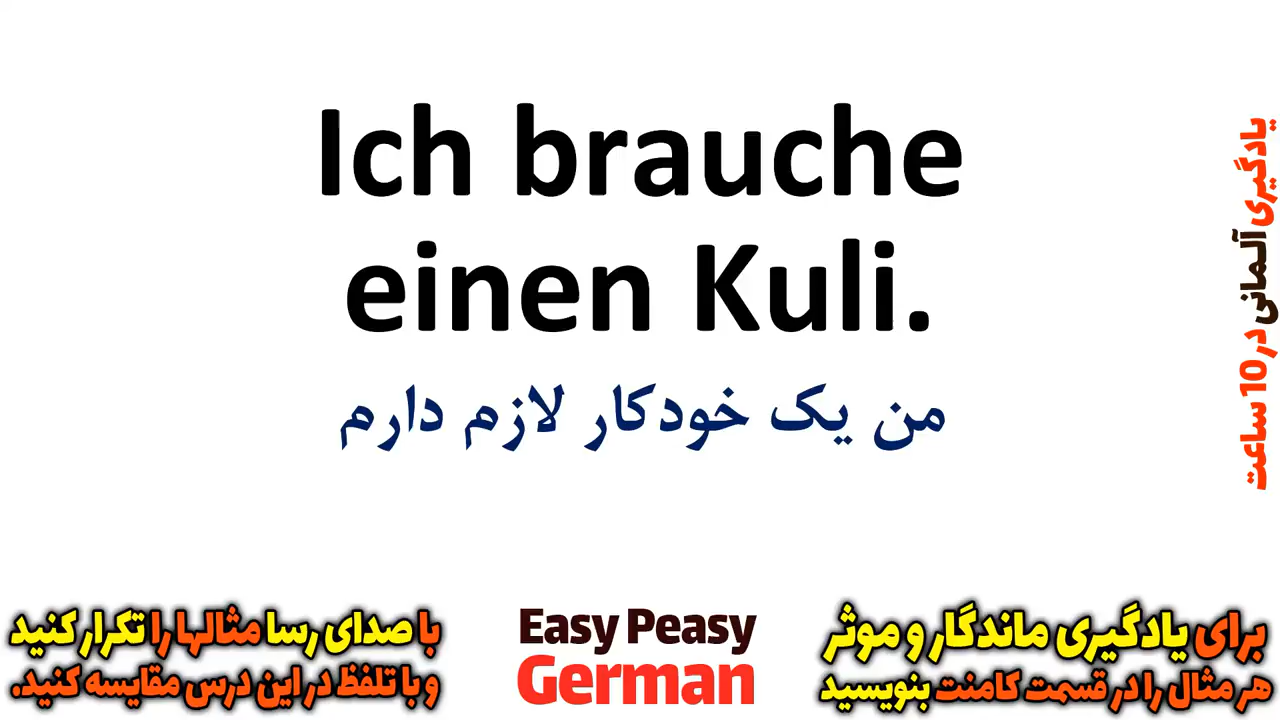 Ich brauche
einen Kuli.
من یک خودکار لازم دارم
یادگیری آلمانی در 10 ساعت
برای یادگیری ماندگار و موثر
هر مثال را در قسمت کامنت بنویسید
Easy Peasy
German
با صدای رسا مثالها را تکرار کنید
و با تلفظ در این درس مقایسه کنید.